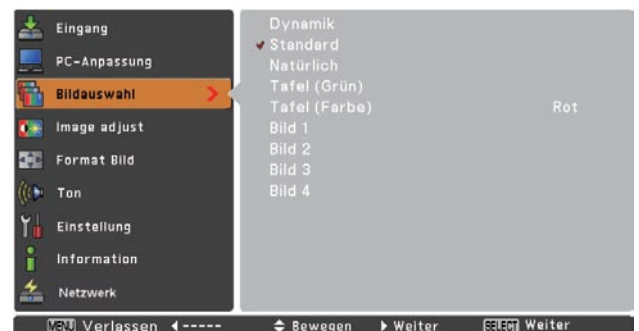 Eingang
PC-Anpassung
Bildauswahl
Image adjust
Format Bild
Ton
Einstellung
Information
Netzwerk
Dynamik
Standard
Natürlich
Tafel (Grün)
Tafel (Farbe) Rot
Bild 1
Bild 2
Bild 3
Bild 4
MENU Verlassen ----- Bewegen Weiter SELECT Weiter